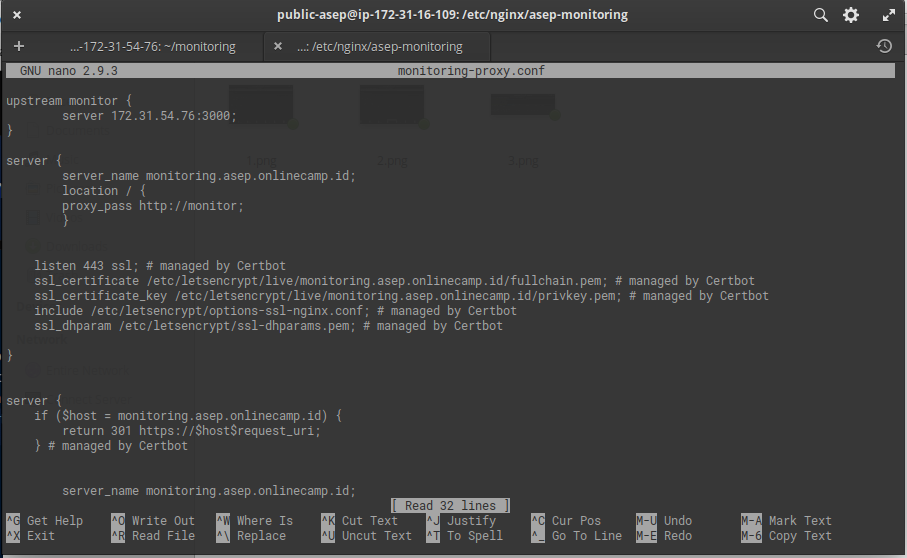 public-asep@ip-172-31-16-109: /etc/nginx/asep-monitoring
...-172-31-54-76: ~/monitoring
...: /etc/nginx/asep-monitoring
GNU nano 2.9.3 monitoring-proxy.conf
upstream monitor {
server 172.31.54.76:3000;
}
1.png 2.png 3.png
server {
server_name monitoring.asep.onlinecamp.id;
location / {
proxy_pass http://monitor;
}
listen 443 ssl; # managed by Certbot
ssl_certificate /etc/letsencrypt/live/monitoring.asep.onlinecamp.id/fullchain.pem; # managed by Certbot
ssl_certificate_key /etc/letsencrypt/live/monitoring.asep.onlinecamp.id/privkey.pem; # managed by Certbot
include /etc/letsencrypt/options-ssl-nginx.conf; # managed by Certbot
ssl_dhparam /etc/letsencrypt/ssl-dhparams.pem; # managed by Certbot
}
server {
if ($host = monitoring.asep.onlinecamp.id) {
return 301 https://$host$request_uri;
} # managed by Certbot
server_name monitoring.asep.onlinecamp.id;
[ Read 32 lines ]
^G Get Help ^O Write Out ^W Where Is ^K Cut Text ^J Justify ^C Cur Pos M-U Undo M-A Mark Text
^X Exit ^R Read File ^\ Replace ^U Uncut Text ^T To Spell ^_ Go To Line M-E Redo M-6 Copy Text